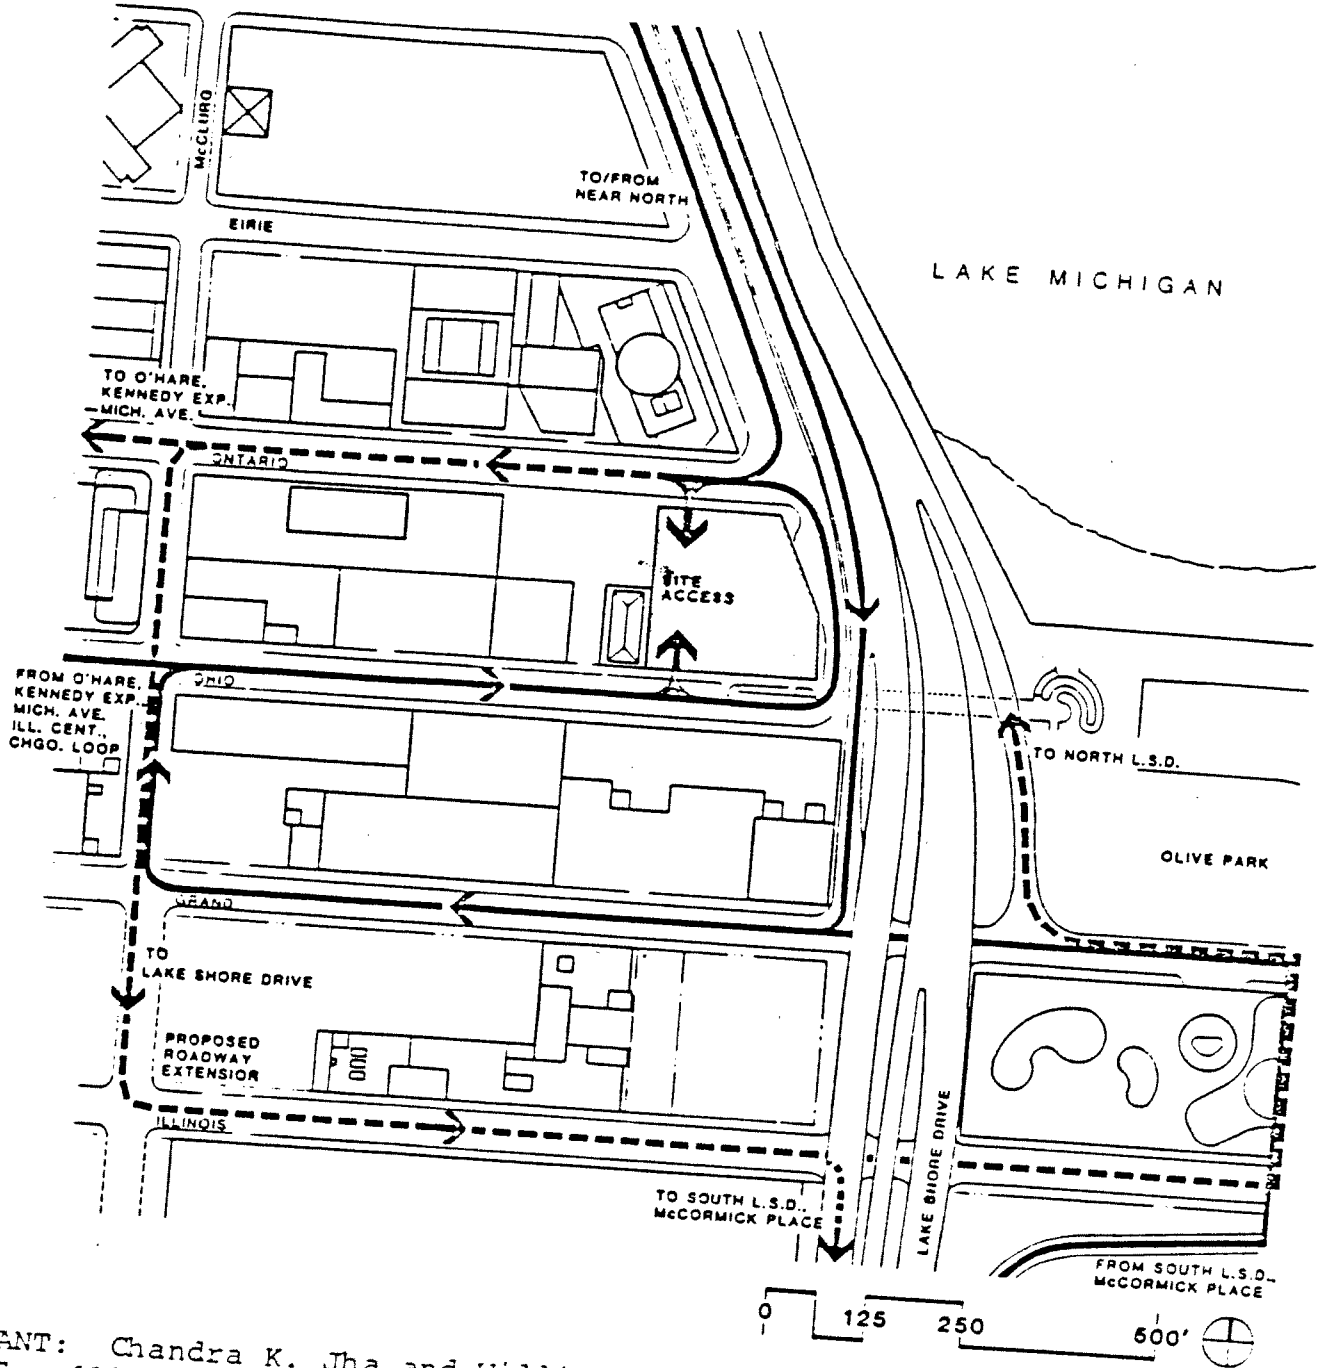 McCLURG
TO/FROM
NEAR NORTH
EIRIE
LAKE MICHIGAN
TO O'HARE,
KENNEDY EXP.,
MICH. AVE.
ONTARIO
SITE
ACCESS
FROM O'HARE,
KENNEDY EXP.,
MICH. AVE.
ILL. CENT.,
CHGO. LOOP
OHIO
TO NORTH L.S.D.
OLIVE PARK
GRAND
TO
LAKE SHORE DRIVE
PROPOSED
ROADWAY
EXTENSION
ILLINOIS
LAKE SHORE DRIVE
TO SOUTH L.S.D.,
McCORMICK PLACE
FROM SOUTH L.S.D.,
McCORMICK PLACE
0 125 250 500'
ANT: Chandra K. Jha and